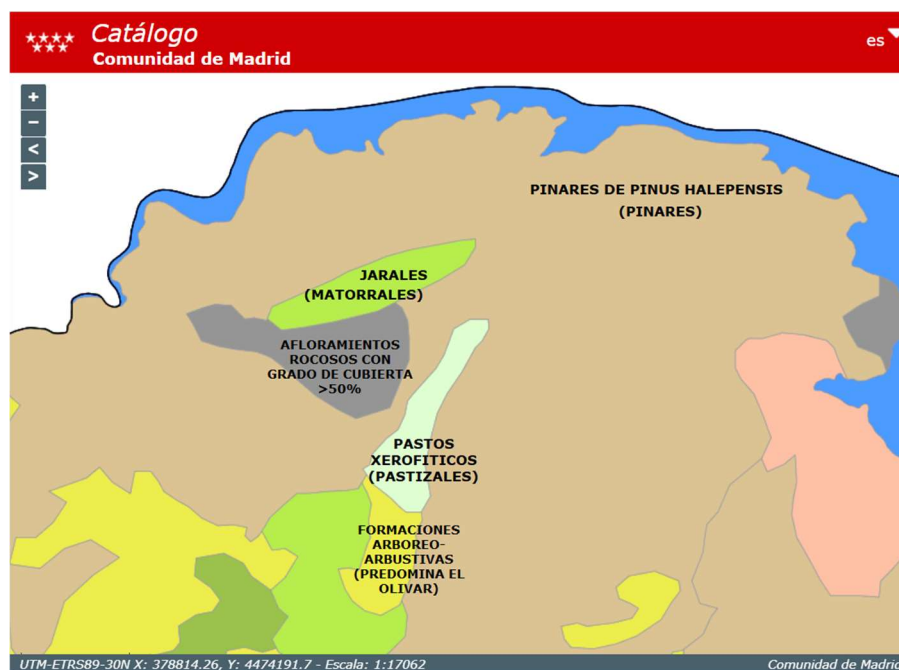 Catálogo
Comunidad de Madrid
es
+
−
<
>
PINARES DE PINUS HALEPENSIS
(PINARES)
JARALES
(MATORRALES)
AFLORAMIENTOS
ROCOSOS CON
GRADO DE CUBIERTA
>50%
PASTOS
XEROFITICOS
(PASTIZALES)
FORMACIONES
ARBOREO-
ARBUSTIVAS
(PREDOMINA EL
OLIVAR)
UTM-ETRS89-30N X: 378814.26, Y: 4474191.7 - Escala: 1:17062
Comunidad de Madrid